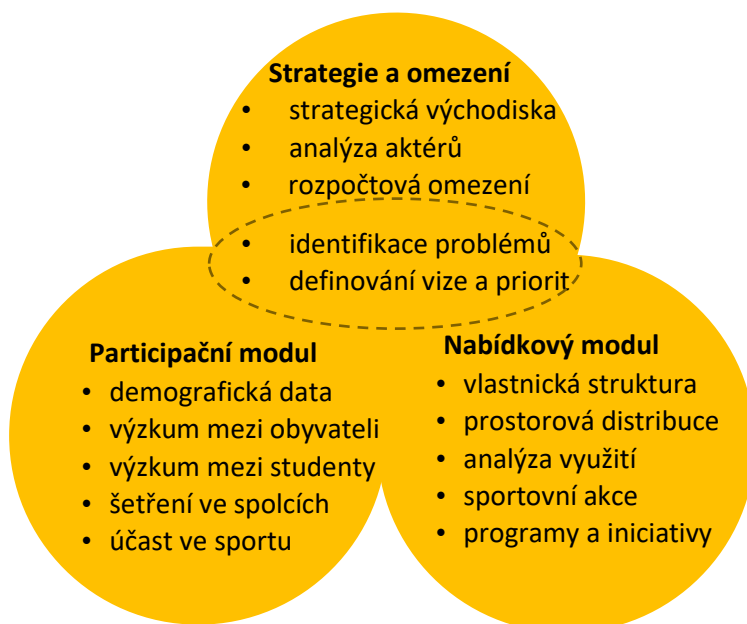 Strategie a omezení
• strategická východiska
• analýza aktérů
• rozpočtová omezení
• identifikace problémů
• definování vize a priorit
Participační modul
• demografická data
• výzkum mezi obyvateli
• výzkum mezi studenty
• šetření ve spolcích
• účast ve sportu
Nabídkový modul
• vlastnická struktura
• prostorová distribuce
• analýza využití
• sportovní akce
• programy a iniciativy